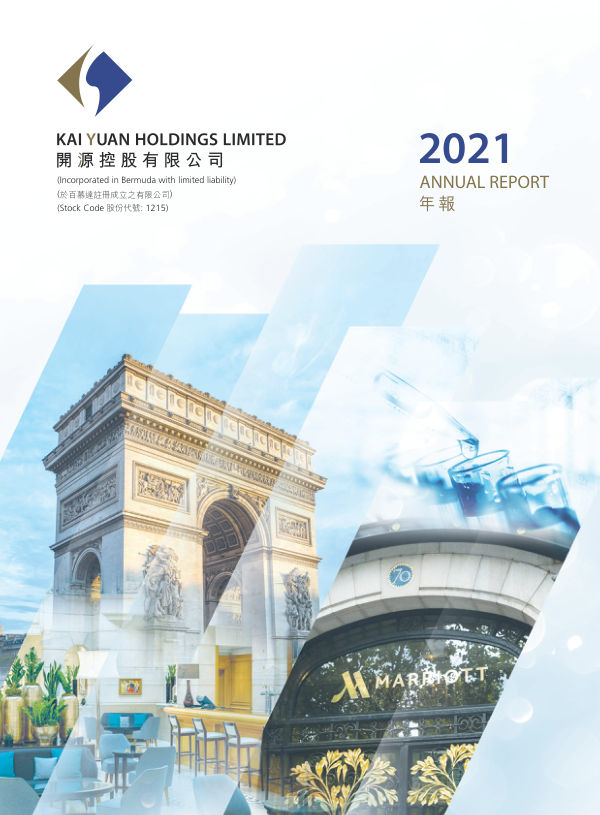 KAI YUAN HOLDINGS LIMITED
開源控股有限公司
(Incorporated in Bermuda with limited liability)
(於百慕達註冊成立之有限公司)
(Stock Code 股份代號: 1215)
2021
ANNUAL REPORT
年報
70
MARRIOTT